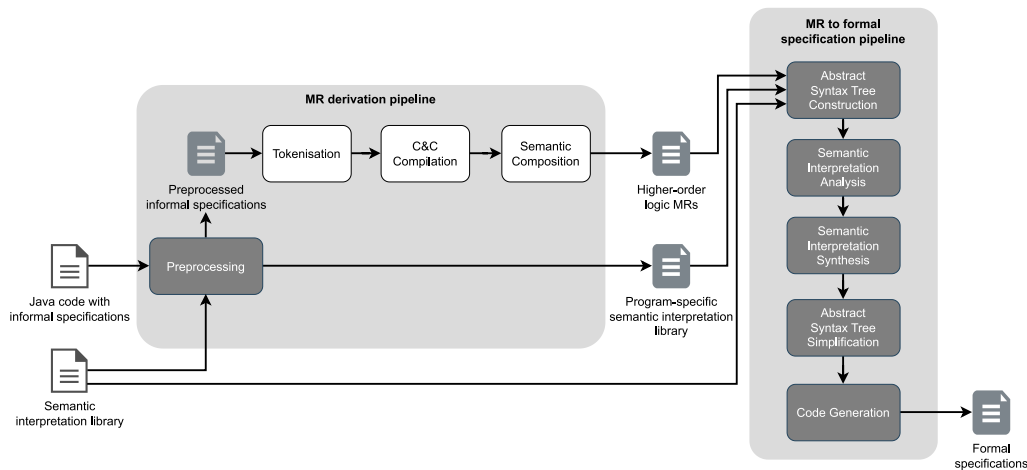 MR to formal
specification pipeline
Abstract
Syntax Tree
Construction
MR derivation pipeline
Tokenisation
C&C
Compilation
Semantic
Composition
Semantic
Interpretation
Analysis
Preprocessed
informal specifications
Higher-order
logic MRs
Preprocessing
Semantic
Interpretation
Synthesis
Java code with
informal specifications
Program-specific
semantic interpretation
library
Abstract
Syntax Tree
Simplification
Semantic
interpretation library
Code Generation
Formal
specifications